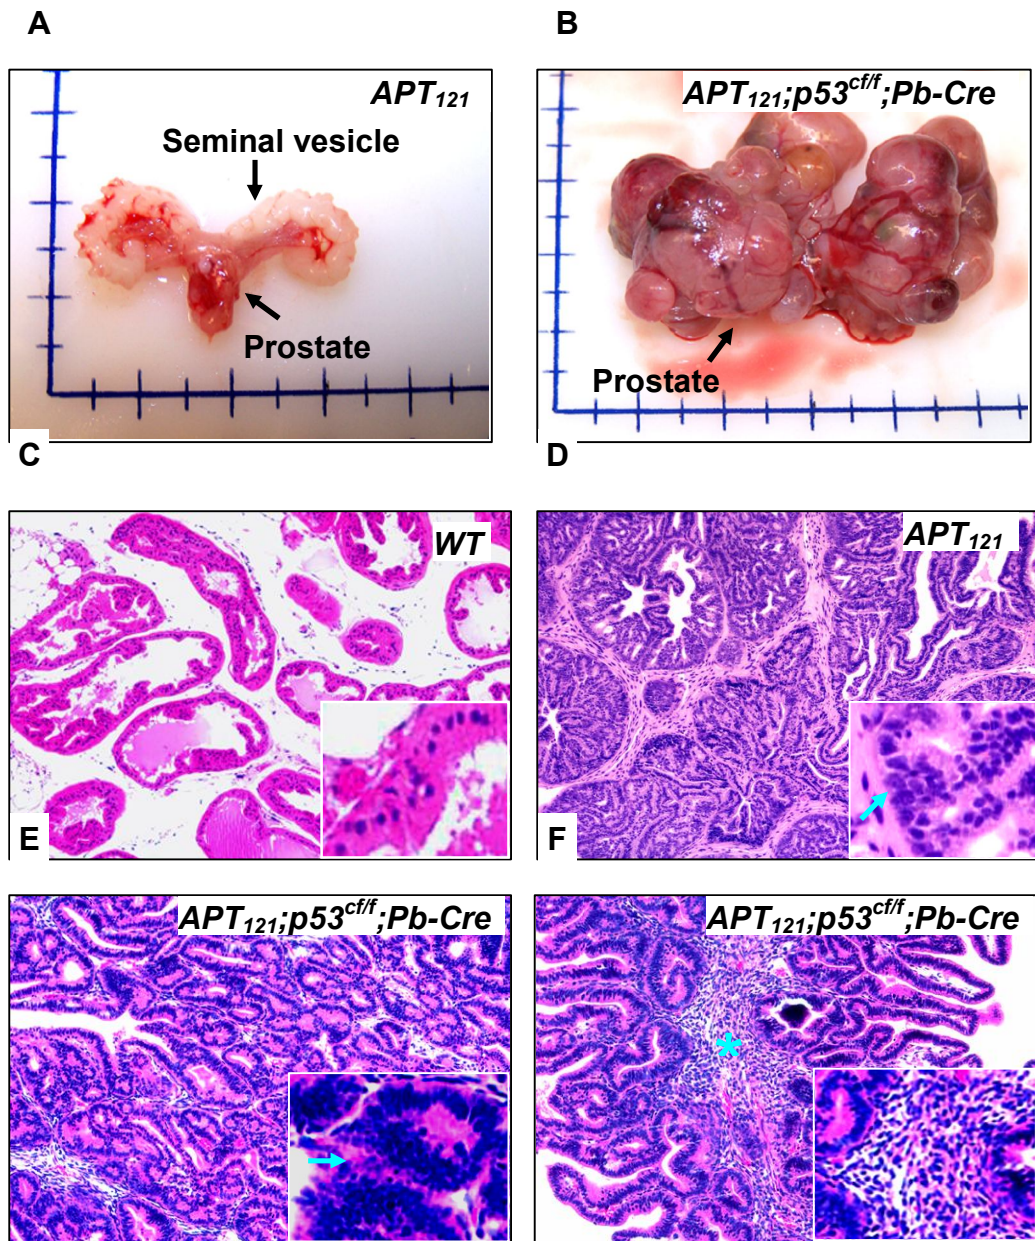 A
B
APT121
APT121;p53cf/f;Pb-Cre
Seminal vesicle
Prostate
Prostate
C
D
WT
APT121
E
F
APT121;p53cf/f;Pb-Cre
APT121;p53cf/f;Pb-Cre
*